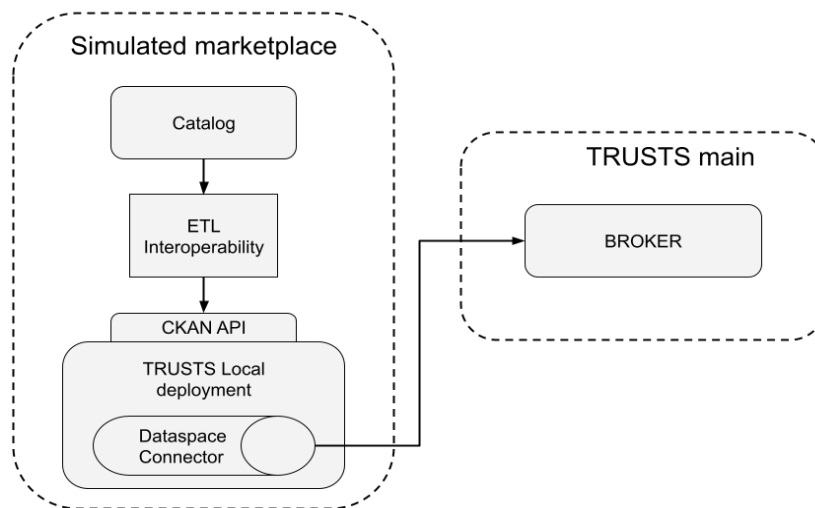 Simulated marketplace
Catalog
ETL
Interoperability
CKAN API
TRUSTS Local
deployment
Dataspace
Connector
TRUSTS main
BROKER